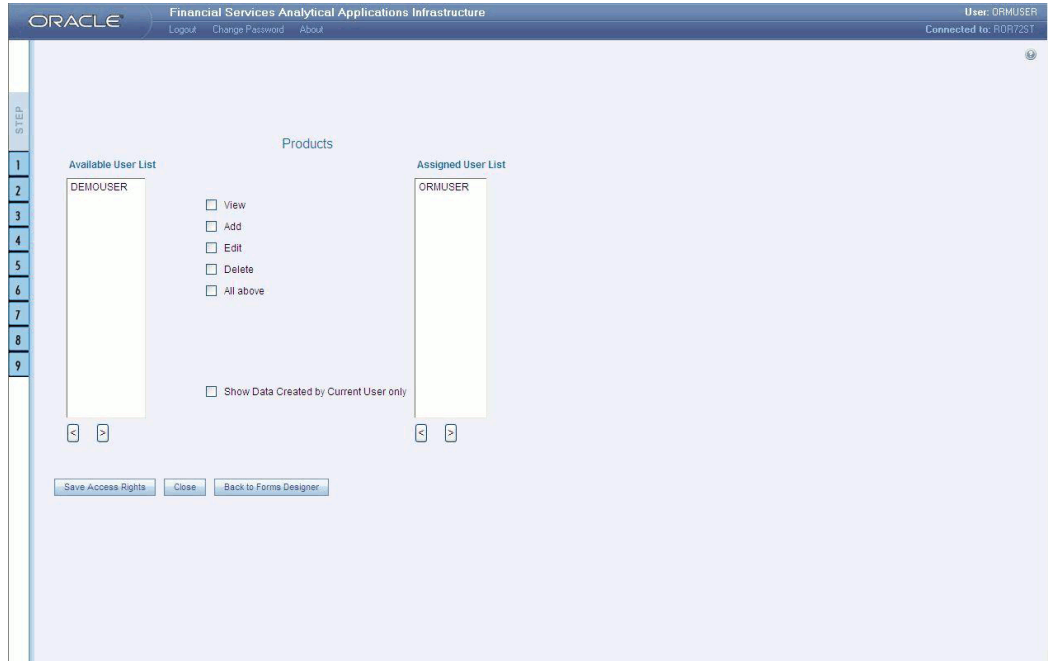 ORACLE
Financial Services Analytical Applications Infrastructure
User: ORMUSER
Logout Change Password About
Connected to: ROR72ST
STEP
1
2
3
4
5
6
7
8
9
Products
Available User List
Assigned User List
DEMOUSER
ORMUSER
View
Add
Edit
Delete
All above
Show Data Created by Current User only
< >
< >
Save Access Rights Close Back to Forms Designer